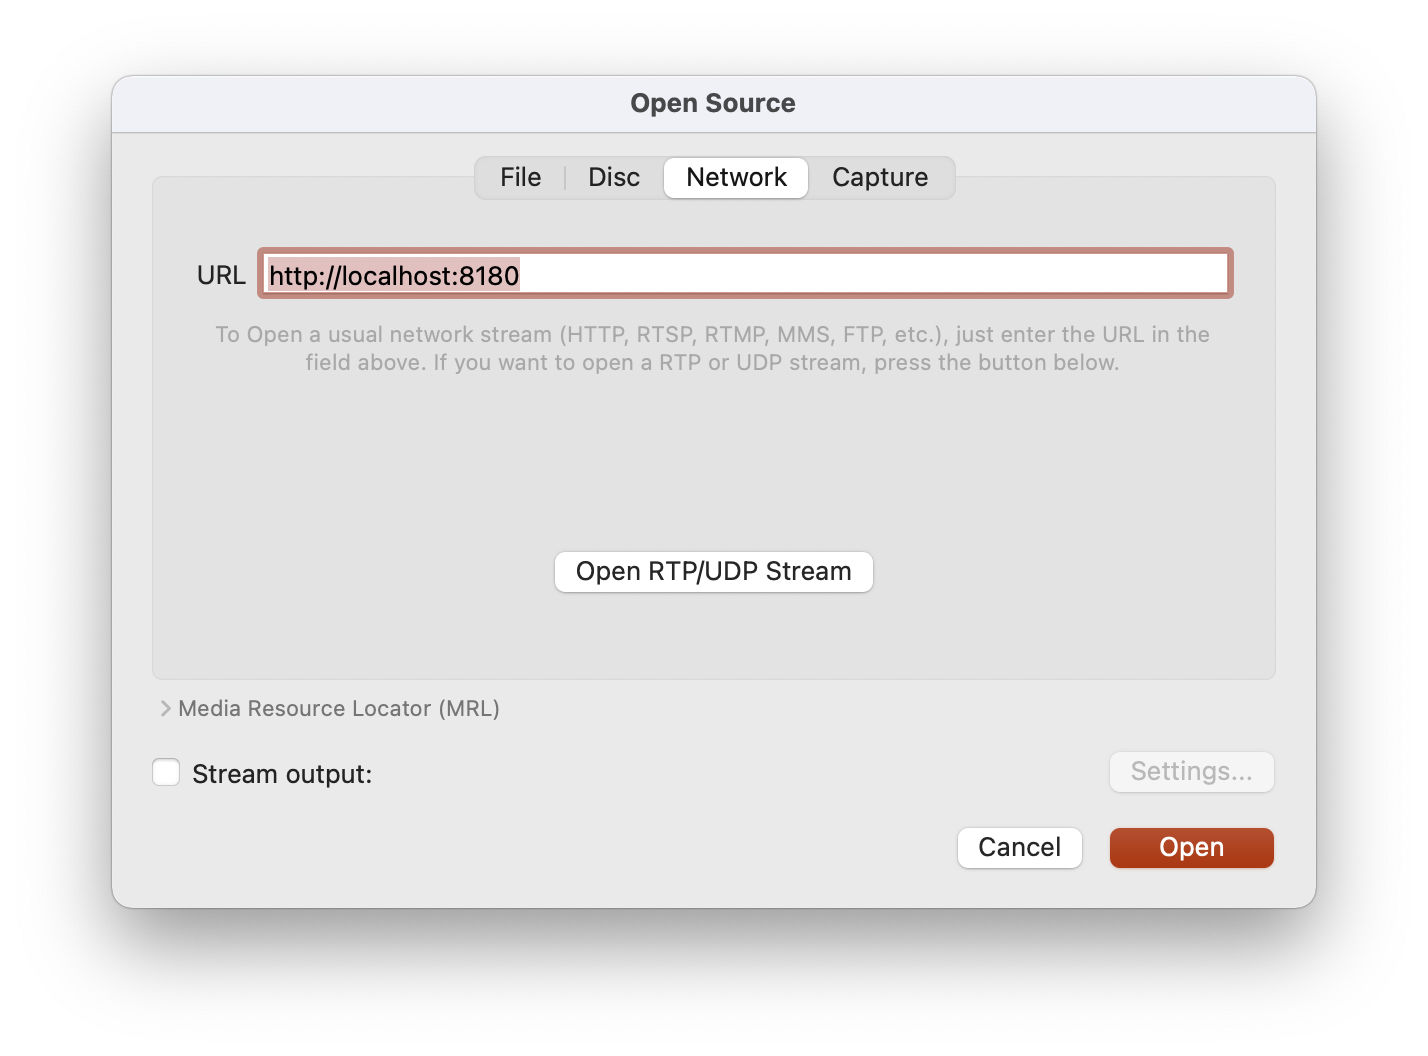 Open Source
File Disc Network Capture
URL http://localhost:8180
To Open a usual network stream (HTTP, RTSP, RTMP, MMS, FTP, etc.), just enter the URL in the
field above. If you want to open a RTP or UDP stream, press the button below.
Open RTP/UDP Stream
Media Resource Locator (MRL)
Stream output: Settings...
Cancel Open